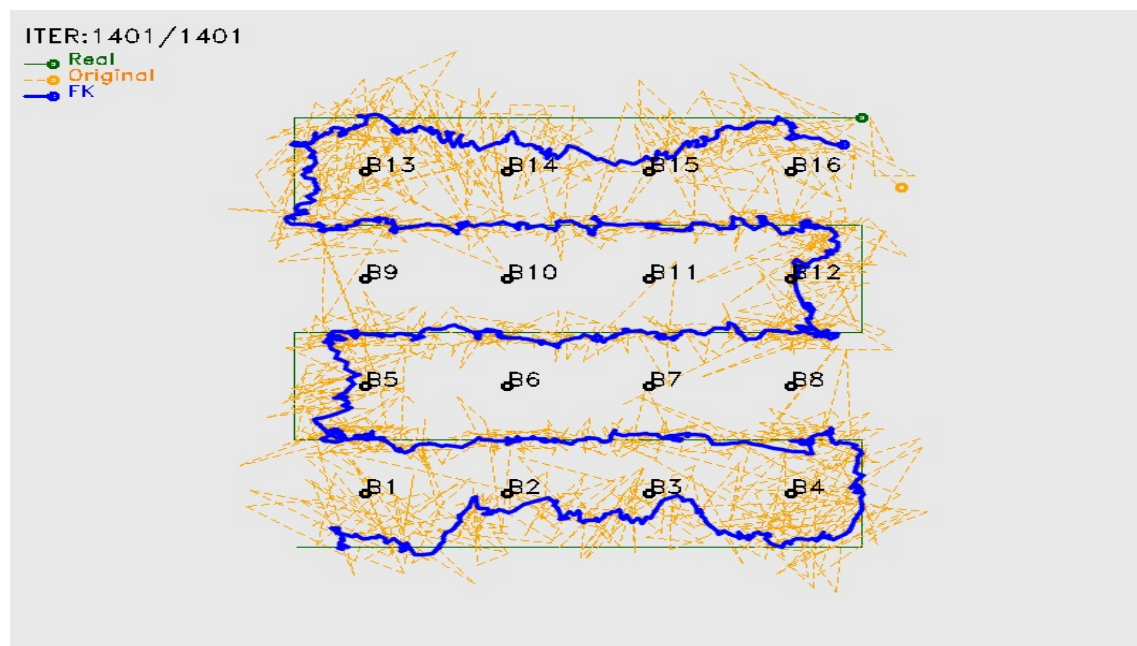 ITER:1401/1401
Real
Original
FK
B13 B14 B15 B16
B9 B10 B11 B12
B5 B6 B7 B8
B1 B2 B3 B4